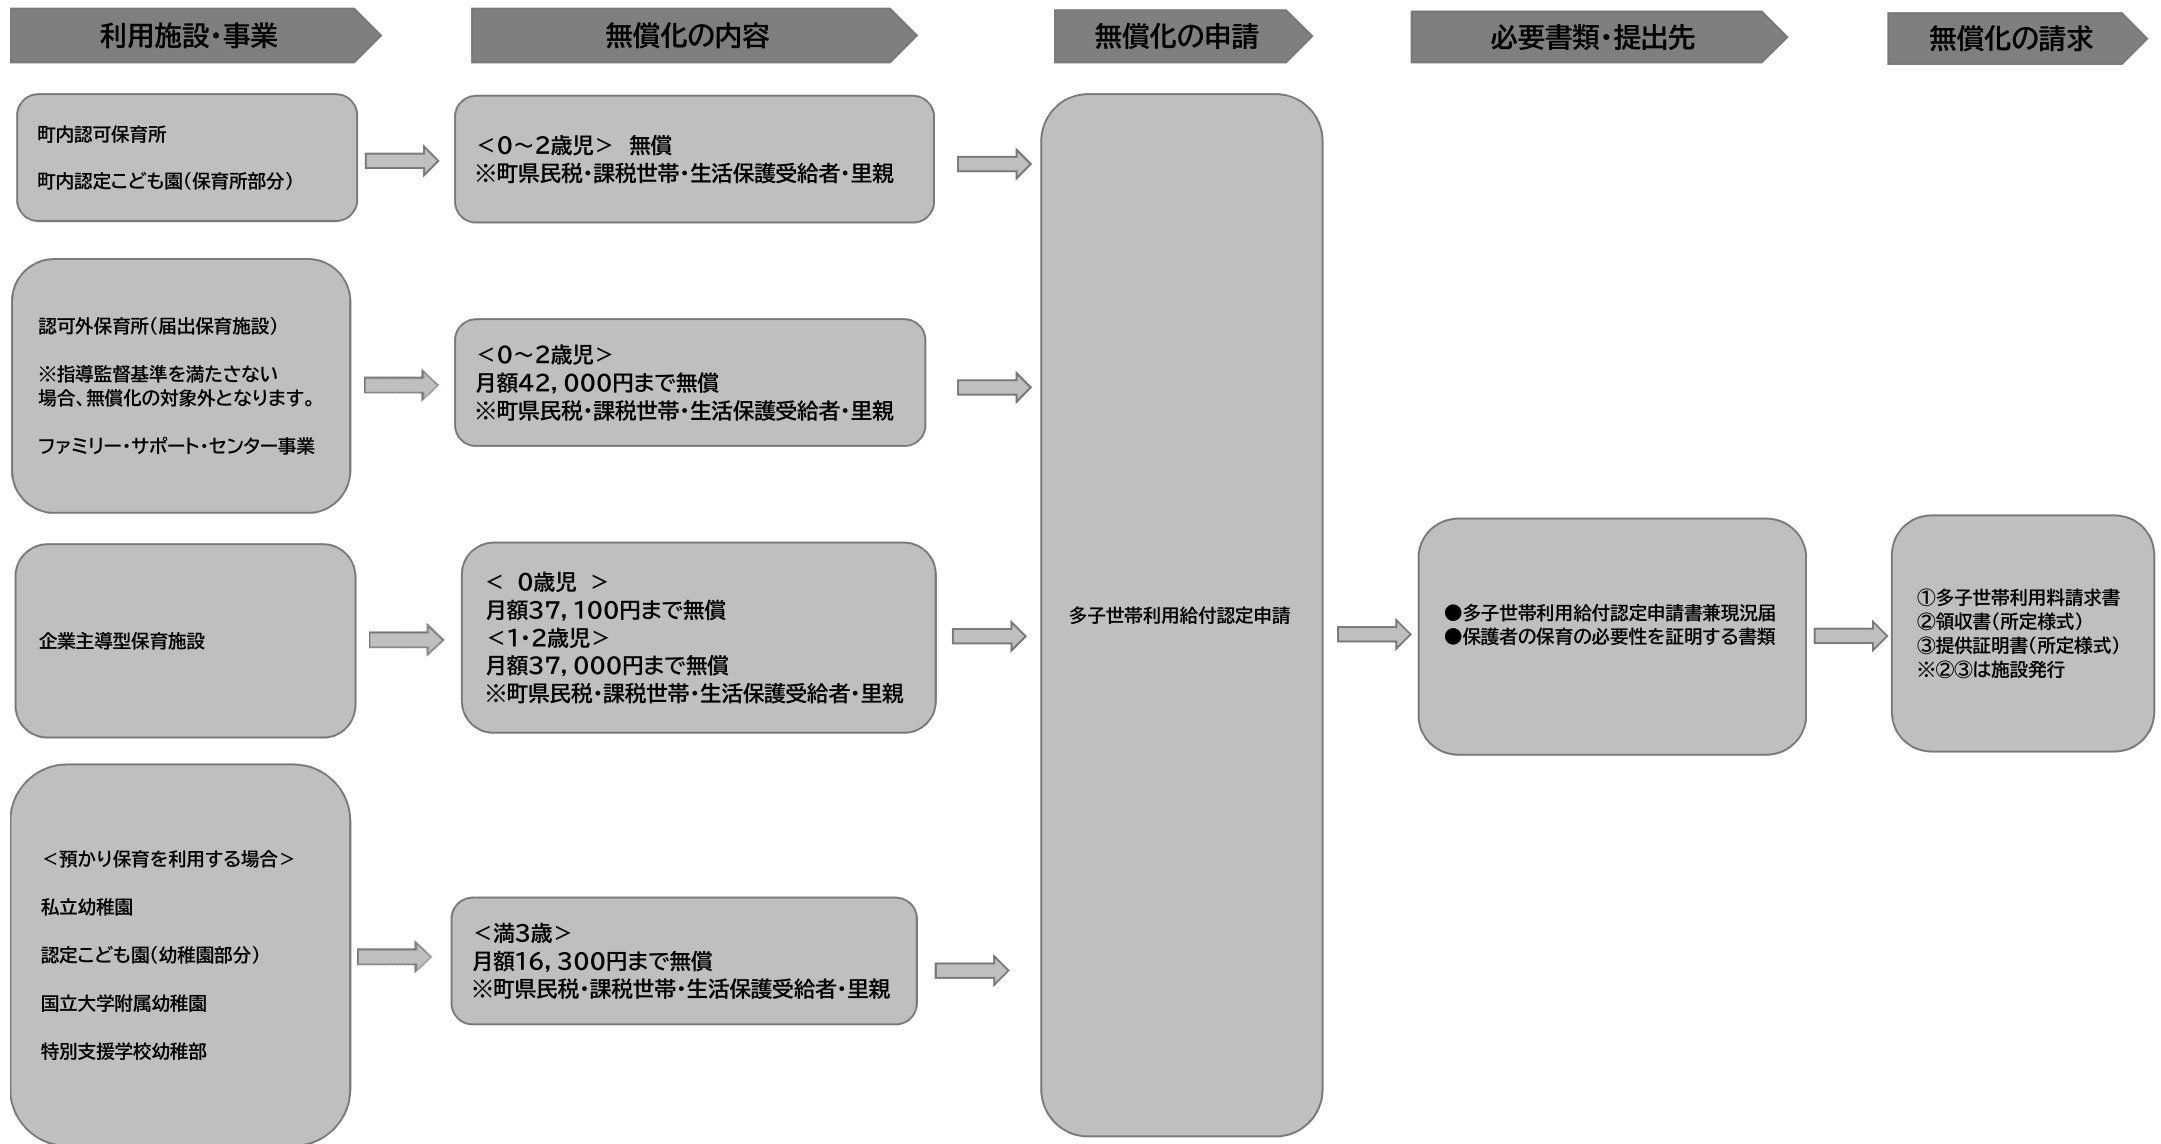 利用施設・事業
無償化の内容
無償化の申請
必要書類・提出先
無償化の請求
町内認可保育所
町内認定こども園(保育所部分)
＜０～２歳児＞　無償
※町県民税・課税世帯・生活保護受給者・里親
認可外保育所(届出保育施設)
※指導監督基準を満たさない
場合、無償化の対象外となります。
ファミリー・サポート・センター事業
＜０～２歳児＞
月額４２，０００円まで無償
※町県民税・課税世帯・生活保護受給者・里親
企業主導型保育施設
＜　０歳児　＞
月額３７，１００円まで無償
＜１・２歳児＞
月額３７，０００円まで無償
※町県民税・課税世帯・生活保護受給者・里親
＜預かり保育を利用する場合＞
私立幼稚園
認定こども園(幼稚園部分)
国立大学附属幼稚園
特別支援学校幼稚部
＜満３歳＞
月額１６，３００円まで無償
※町県民税・課税世帯・生活保護受給者・里親
多子世帯利用給付認定申請
●多子世帯利用給付認定申請書兼現況届
●保護者の保育の必要性を証明する書類
①多子世帯利用料請求書
②領収書(所定様式)
③提供証明書(所定様式)
※②③は施設発行